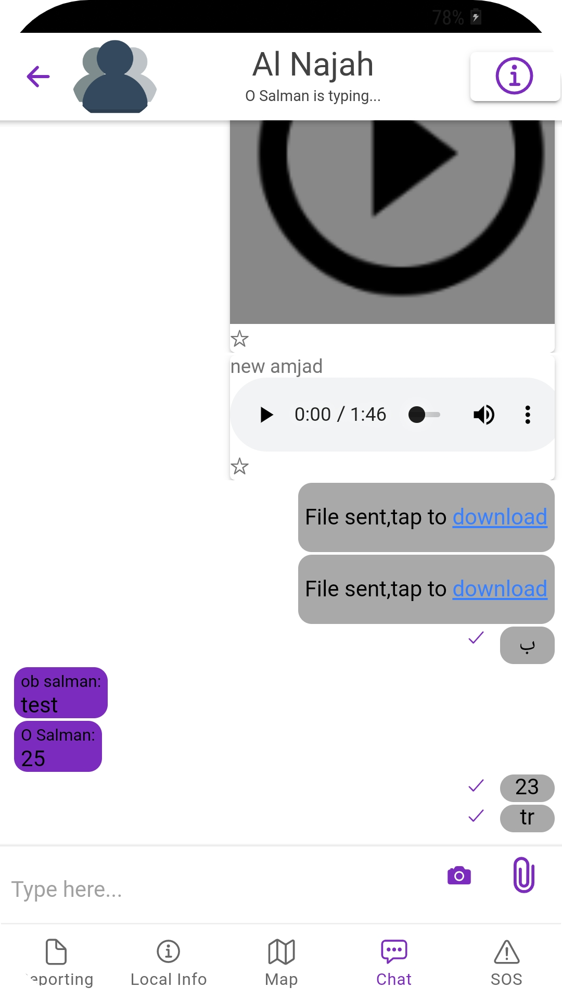 78%
Al Najah
O Salman is typing...
new amjad
0:00 / 1:46
File sent,tap to download
File sent,tap to download
ب
ob salman:
test
O Salman:
25
23
tr
Type here...
eporting
Local Info
Map
Chat
SOS